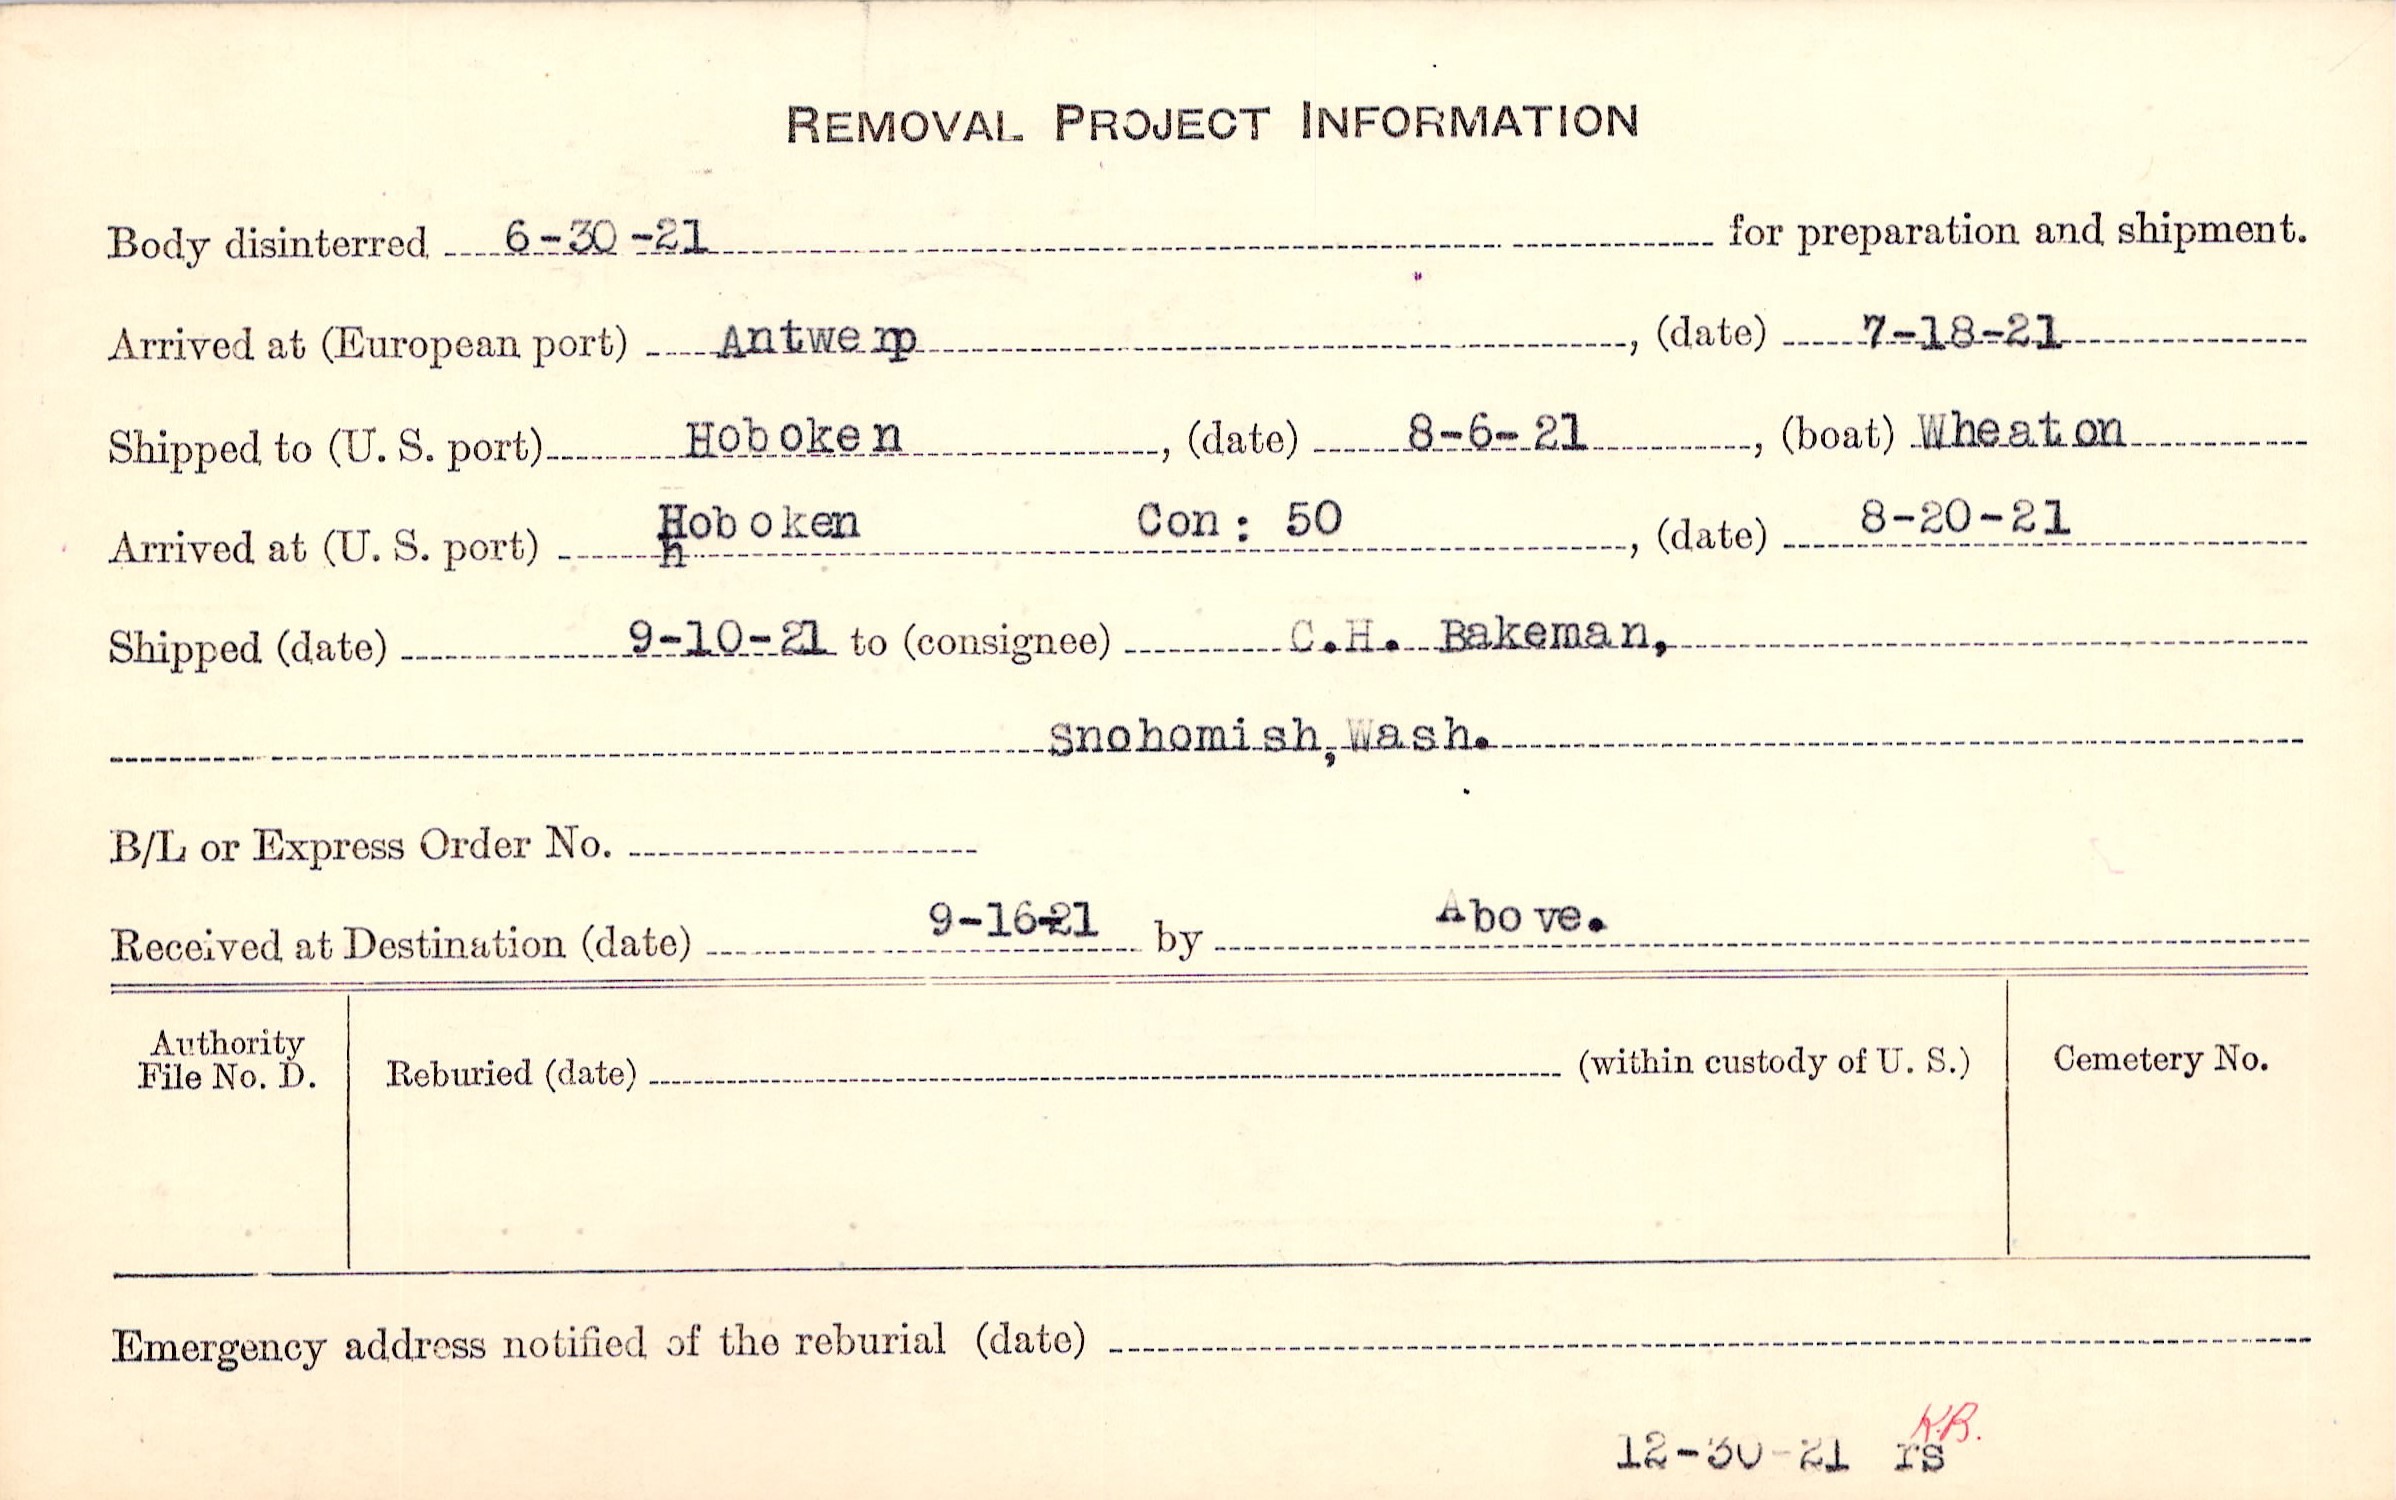 REMOVAL PROJECT INFORMATION
Body disinterred 6-30-21 for preparation and shipment.
Arrived at (European port) Antwerp, (date) 7-18-21
Shipped to (U. S. port) Hoboken, (date) 8-6-21, (boat) Wheaton
Arrived at (U. S. port) Hoboken Con: 50, (date) 8-20-21
h
Shipped (date) 9-10-21 to (consignee) C.H. Bakeman,
Snohomish, Wash.
B/L or Express Order No.
Received at Destination (date) 9-16-21 by Above.
Authority
File No. D.
Reburied (date) (within custody of U. S.)
Cemetery No.
Emergency address notified of the reburial (date)
K.B.
12-30-21 rs